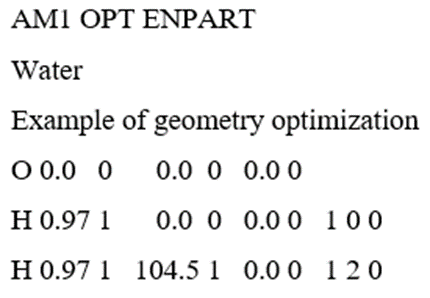 AM1 OPT ENPART
Water
Example of geometry optimization
O 0.0 0 0.0 0 0.0 0
H 0.97 1 0.0 0 0.0 0 1 0 0
H 0.97 1 104.5 1 0.0 0 1 2 0